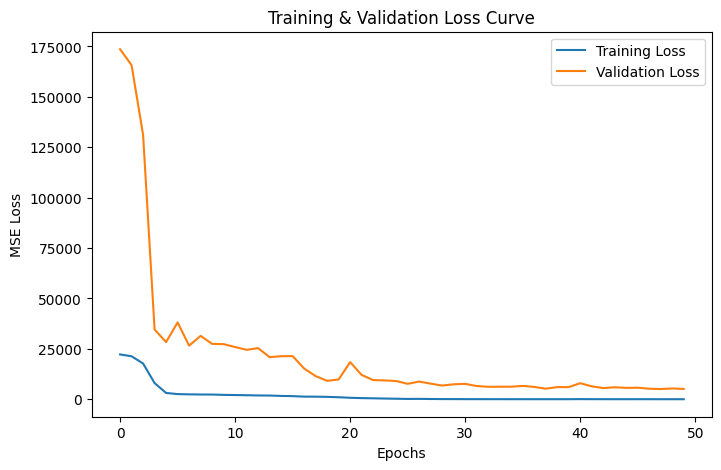 Training & Validation Loss Curve
Training Loss
Validation Loss
175000
150000
125000
100000
75000
50000
25000
0
MSE Loss
0 10 20 30 40 50
Epochs